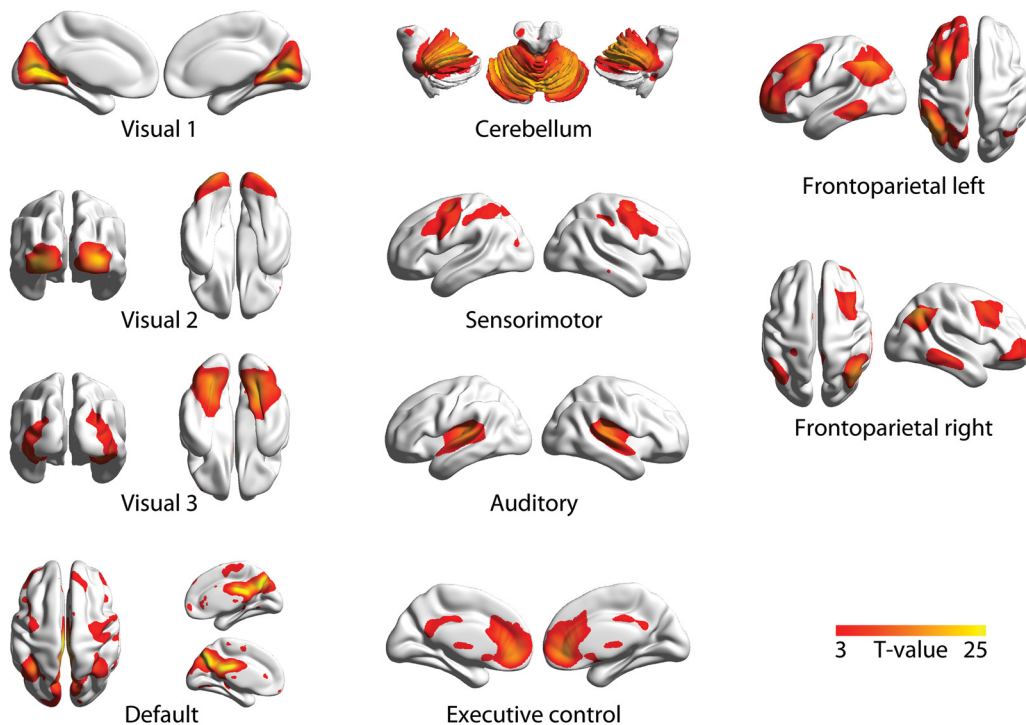 Visual 1
Cerebellum
Frontoparietal left
Visual 2
Sensorimotor
Frontoparietal right
Visual 3
Auditory
3 T-value 25
Default
Executive control